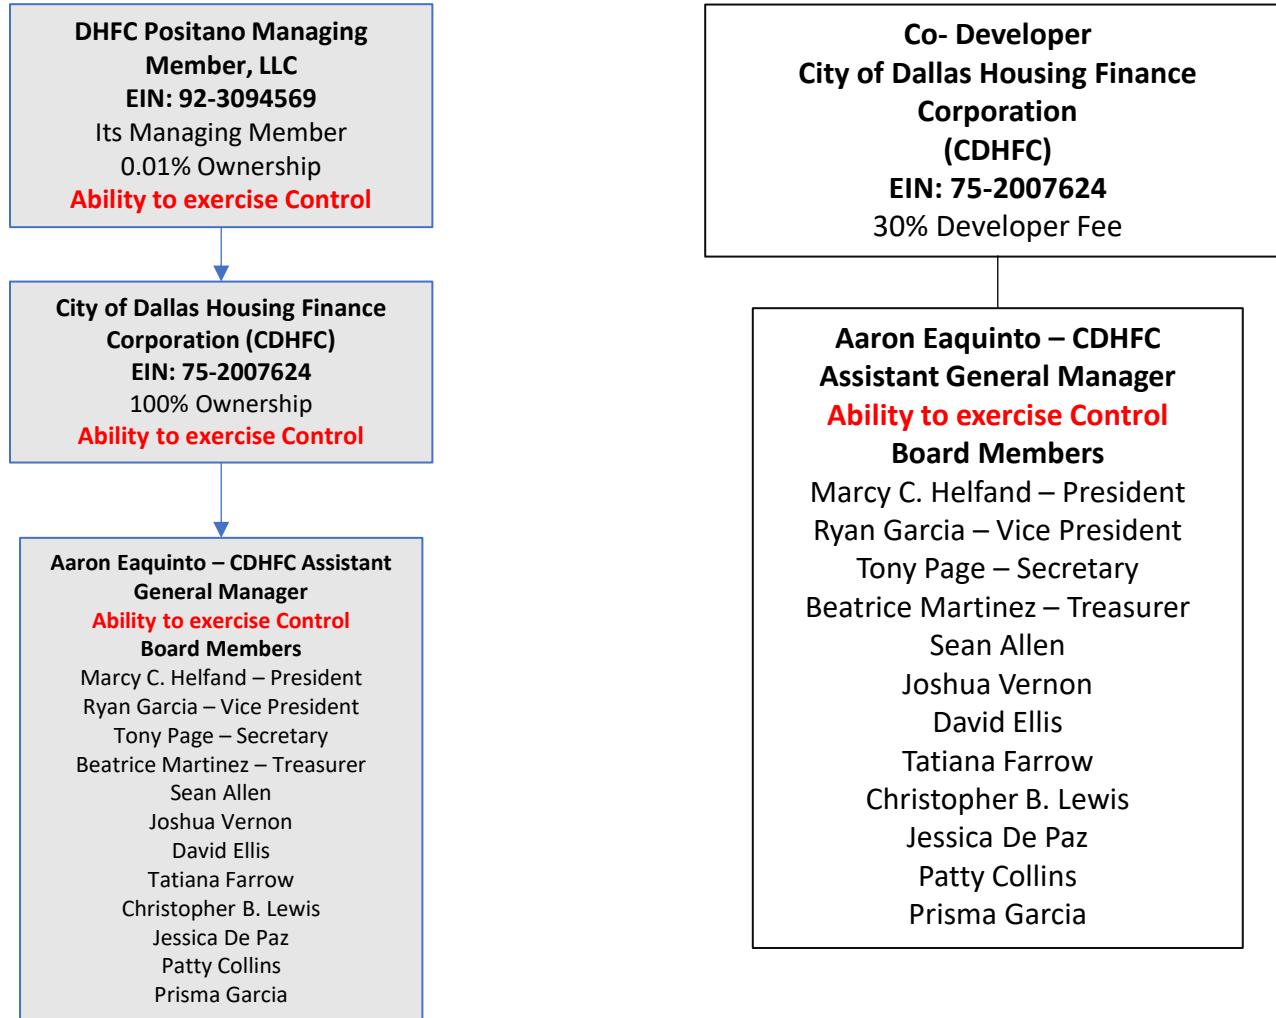 DHFC Positano Managing
Member, LLC
EIN: 92-3094569
Its Managing Member
0.01% Ownership
Ability to exercise Control
City of Dallas Housing Finance
Corporation (CDHFC)
EIN: 75-2007624
100% Ownership
Ability to exercise Control
Aaron Eaquinto – CDHFC Assistant
General Manager
Ability to exercise Control
Board Members
Marcy C. Helfand – President
Ryan Garcia – Vice President
Tony Page – Secretary
Beatrice Martinez – Treasurer
Sean Allen
Joshua Vernon
David Ellis
Tatiana Farrow
Christopher B. Lewis
Jessica De Paz
Patty Collins
Prisma Garcia
Co- Developer
City of Dallas Housing Finance
Corporation
(CDHFC)
EIN: 75-2007624
30% Developer Fee
Aaron Eaquinto – CDHFC
Assistant General Manager
Ability to exercise Control
Board Members
Marcy C. Helfand – President
Ryan Garcia – Vice President
Tony Page – Secretary
Beatrice Martinez – Treasurer
Sean Allen
Joshua Vernon
David Ellis
Tatiana Farrow
Christopher B. Lewis
Jessica De Paz
Patty Collins
Prisma Garcia